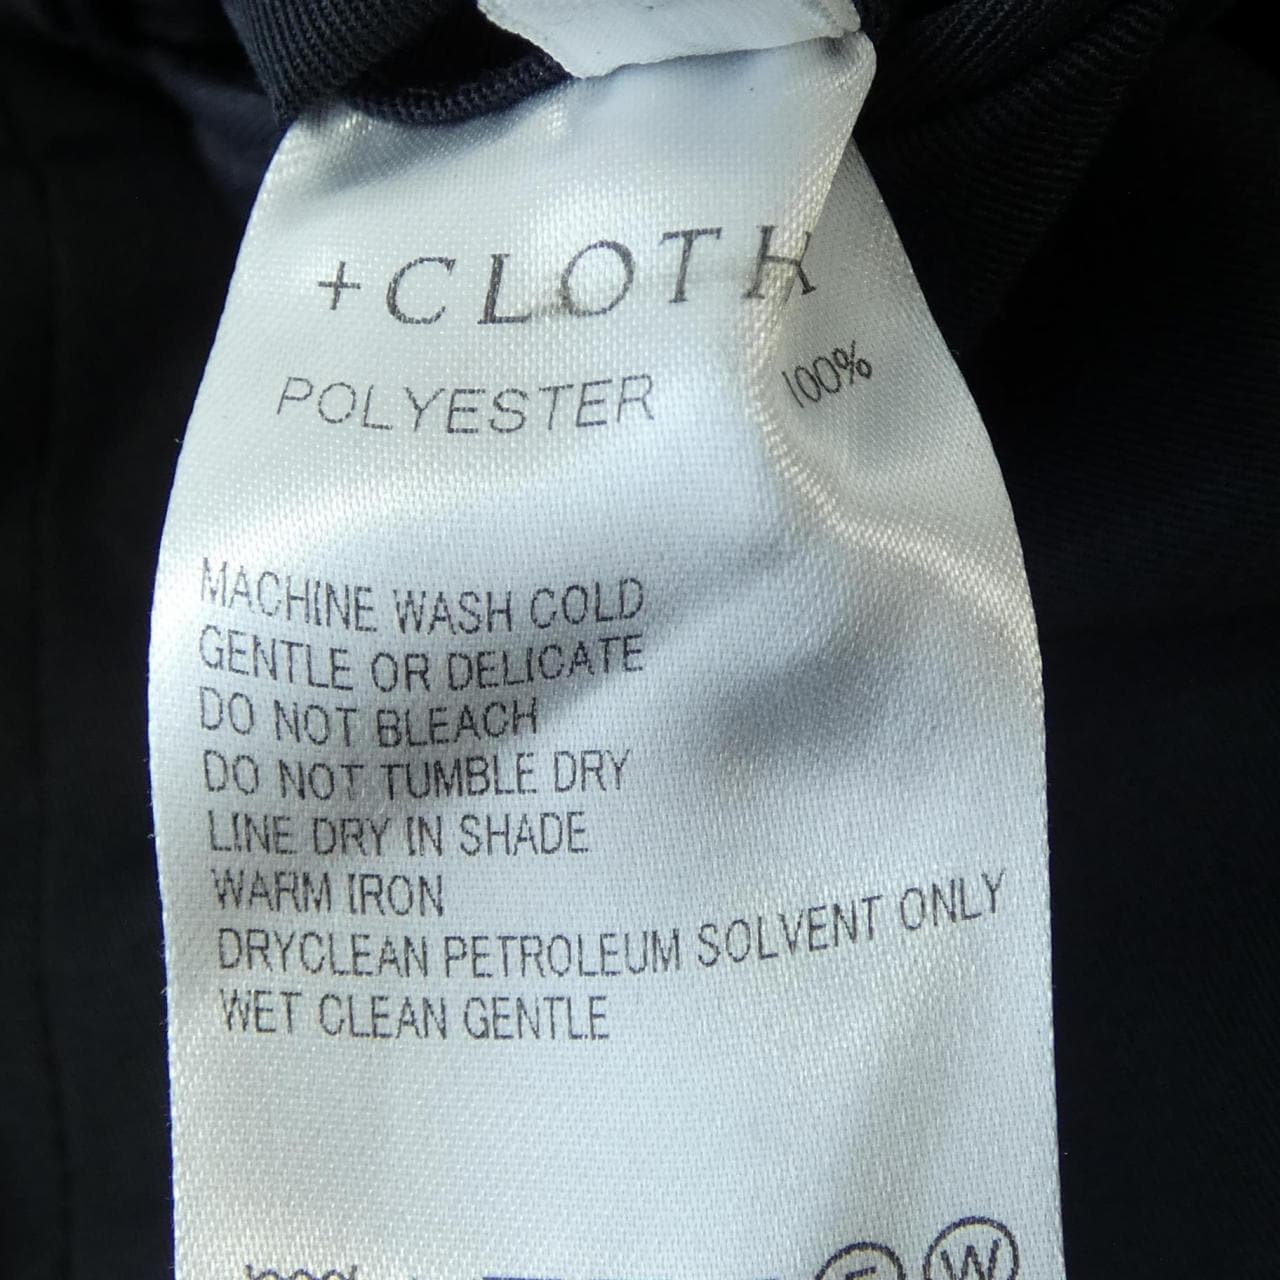 +CLOTH
POLYESTER 100%
MACHINE WASH COLD
GENTLE OR DELICATE
DO NOT BLEACH
DO NOT TUMBLE DRY
LINE DRY IN SHADE
WARM IRON
DRYCLEAN PETROLEUM SOLVENT ONLY
WET CLEAN GENTLE
W